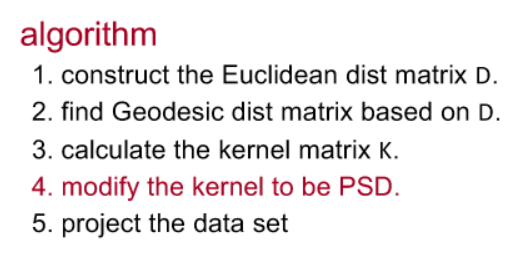 algorithm
1. construct the Euclidean dist matrix D.
2. find Geodesic dist matrix based on D.
3. calculate the kernel matrix K.
4. modify the kernel to be PSD.
5. project the data set